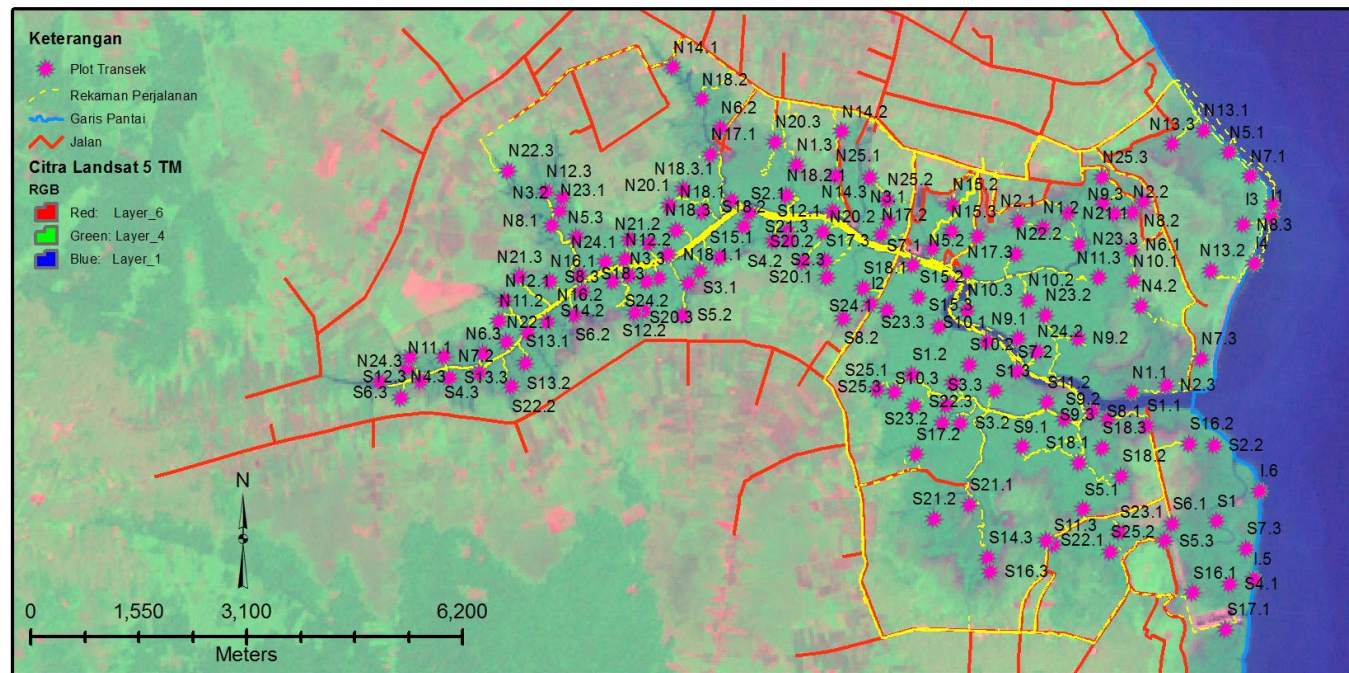 Keterangan
Plot Transek
Rekaman Perjalanan
Garis Pantai
Jalan
Citra Landsat 5 TM
RGB
Red: Layer_6
Green: Layer_4
Blue: Layer_1
N14.1
N18.2
N6.2
N17.1
N20.3
N14.2
N1.3
N25.1
N13.3
N13.1
N5.1
N7.1
N22.3
N12.3
N3.2
N23.1
N18.3.1
N20.1
N18.1
N18.3
S2.1
N18.2.1
N14.3
N25.2
N3.1
N15.2
N25.3
N9.3
N2.2
I1
I3
N8.3
N8.1
N5.3
N21.2
N12.2
S18.2
S12.1
N20.2
N17.2
N15.3
N2.1
N1.2
N21.1
N8.2
N24.1
S15.1
S21.3
S20.2
S17.3
S7.1
N5.2
N22.2
N23.3
N6.1
I4
N21.3
N16.1
N3.3
N18.1.1
S4.2
S2.3
S18.1
N17.3
N11.3
N10.1
N13.2
N12.1
S8.3
S18.3
S3.1
S20.1
I2
S15.2
N10.3
N10.2
N23.2
N4.2
N11.2
N16.2
S14.2
S24.2
S20.3
S5.2
S24.1
S15.3
N6.3
N22.1
S6.2
S12.2
S8.2
S23.3
S10.1
N9.1
N24.2
N9.2
N7.3
N24.3
N11.1
N7.2
S13.1
S1.2
S10.2
S7.2
S12.3
N4.3
S13.3
S13.2
S25.1
S10.3
S3.3
S1.3
S11.2
N1.1
N2.3
S6.3
S4.3
S22.2
S25.3
S22.3
S9.2
S8.1
S1.1
S23.2
S3.2
S9.1
S9.3
S18.3
S16.2
S17.2
S18.1
S18.2
S2.2
S21.2
S21.1
S5.1
I.6
S23.1
S6.1
S1
S14.3
S11.3
S22.1
S25.2
S5.3
S7.3
S16.3
I.5
S16.1
S4.1
S17.1
N
0 1,550 3,100 6,200
Meters